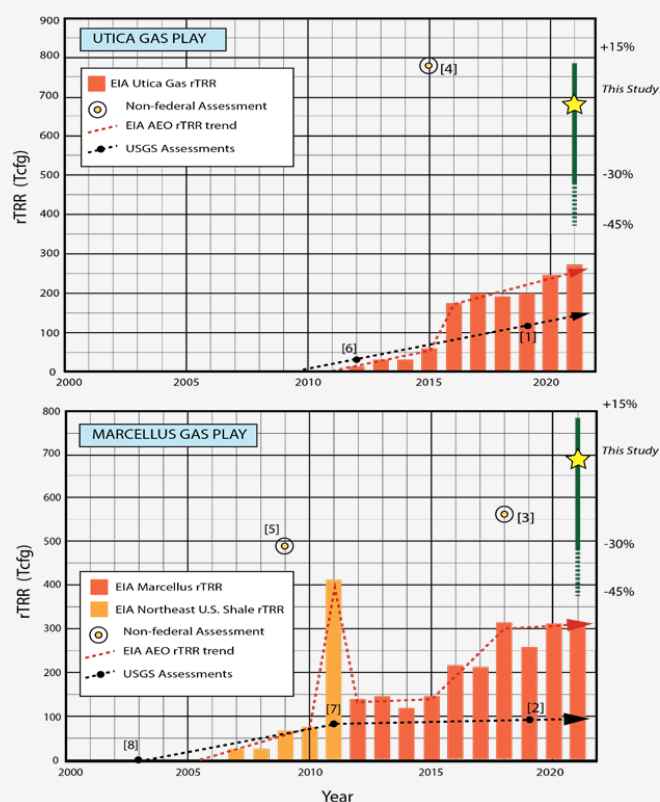 UTICA GAS PLAY
EIA Utica Gas rTRR
Non-federal Assessment
EIA AEO rTRR trend
USGS Assessments
rTRR (Tcfg)
900
800
700
600
500
400
300
200
100
0
[4]
[6]
[1]
+15%
This Study
-30%
-45%
2000
2005
2010
2015
2020
MARCELLUS GAS PLAY
EIA Marcellus rTRR
EIA Northeast U.S. Shale rTRR
Non-federal Assessment
EIA AEO rTRR trend
USGS Assessments
rTRR (Tcfg)
800
700
600
500
400
300
200
100
0
[5]
[3]
[7]
[2]
[8]
+15%
This Study
-30%
-45%
2000
2005
2010
2015
2020
Year